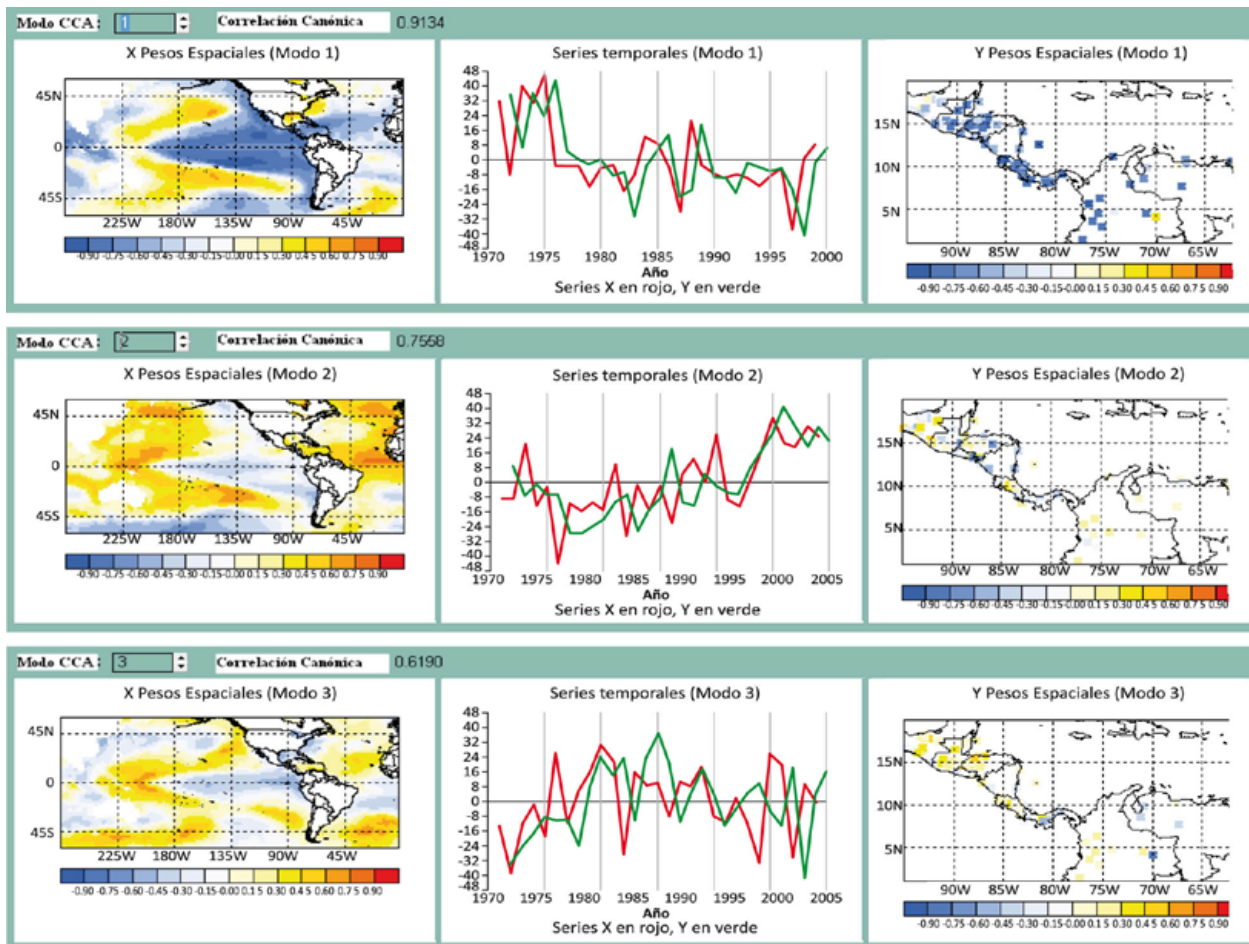 Modo CCA: 1 Correlación Canónica 0.9134
X Pesos Espaciales (Modo 1)
45N
0
45S
225W 180W 135W 90W 45W
-0.90 -0.75 -0.60 -0.45 -0.30 -0.15 -0.00 0.15 0.30 0.45 0.60 0.75 0.90
Series temporales (Modo 1)
48
40
32
24
16
8
0
-8
-16
-24
-32
-40
-48
1970 1975 1980 1985 1990 1995 2000
Año
Series X en rojo, Y en verde
Y Pesos Espaciales (Modo 1)
15N
10N
5N
90W 85W 80W 75W 70W 65W
-0.90 -0.75 -0.60 -0.45 -0.30 -0.15 -0.00 0.15 0.30 0.45 0.60 0.75 0.90
Modo CCA: 2 Correlación Canónica 0.7558
X Pesos Espaciales (Modo 2)
45N
0
45S
225W 180W 135W 90W 45W
-0.90 -0.75 -0.60 -0.45 -0.30 -0.15 -0.00 0.15 0.30 0.45 0.60 0.75 0.90
Series temporales (Modo 2)
48
40
32
24
16
8
0
-8
-16
-24
-32
-40
-48
1970 1975 1980 1985 1990 1995 2000 2005
Año
Series X en rojo, Y en verde
Y Pesos Espaciales (Modo 2)
15N
10N
5N
90W 85W 80W 75W 70W 65W
-0.90 -0.75 -0.60 -0.45 -0.30 -0.15 -0.00 0.15 0.30 0.45 0.60 0.75 0.90
Modo CCA: 3 Correlación Canónica 0.6190
X Pesos Espaciales (Modo 3)
45N
0
45S
225W 180W 135W 90W 45W
-0.90 -0.75 -0.60 -0.45 -0.30 -0.15 -0.00 0.15 0.30 0.45 0.60 0.75 0.90
Series temporales (Modo 3)
48
40
32
24
16
8
0
-8
-16
-24
-32
-40
-48
1970 1975 1980 1985 1990 1995 2000 2005
Año
Series X en rojo, Y en verde
Y Pesos Espaciales (Modo 3)
15N
10N
5N
90W 85W 80W 75W 70W 65W
-0.90 -0.75 -0.60 -0.45 -0.30 -0.15 -0.00 0.15 0.30 0.45 0.60 0.75 0.90